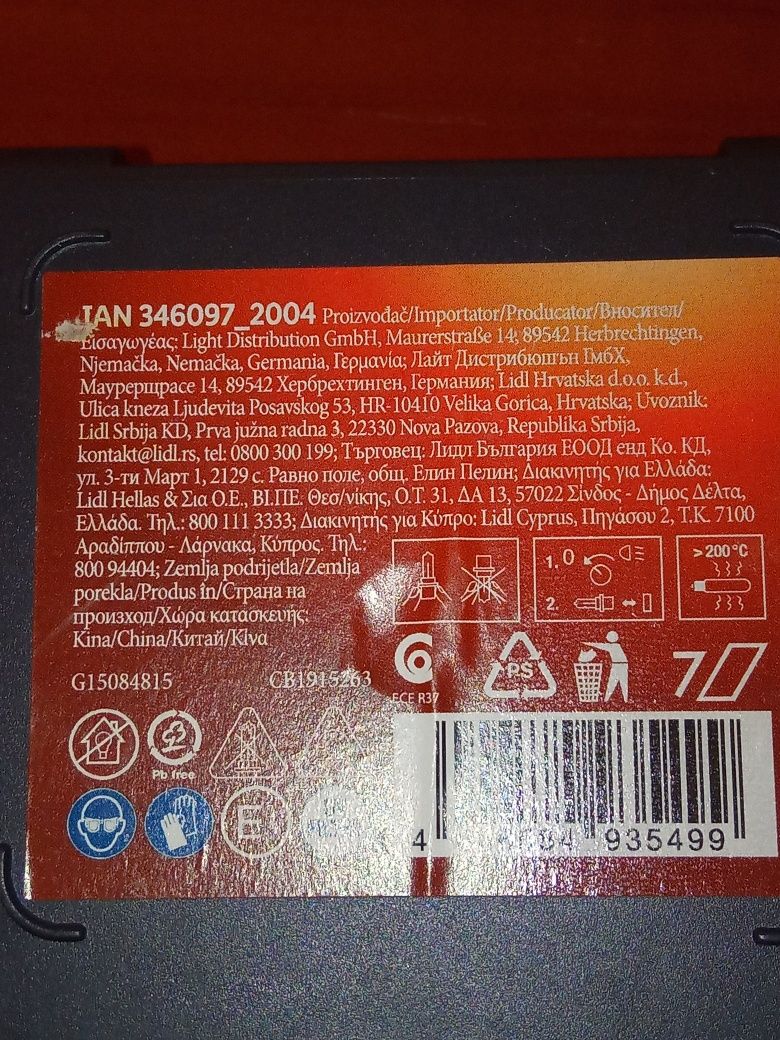 IAN 346097_2004 Proizvođač/Importator/Producator/Вносител/
Εισαγωγέας: Light Distribution GmbH, Maurerstraße 14, 89542 Herbrechtingen,
Njemačka, Nemačka, Germania, Γερμανία; Лайт Дистрибюшън ГмбХ,
Маурерщрасе 14, 89542 Хербрехтинген, Германия; Lidl Hrvatska d.o.o. k.d.,
Ulica kneza Ljudevita Posavskog 53, HR-10410 Velika Gorica, Hrvatska; Uvoznik:
Lidl Srbija KD, Prva južna radna 3, 22330 Nova Pazova, Republika Srbija,
kontakt@lidl.rs, tel: 0800 300 199; Търговец: Лидл България ЕООД енд Ко. КД,
ул. 3-ти Март 1, 2129 с. Равно поле, общ. Елин Пелин; Διακινητής για Ελλάδα:
Lidl Hellas & Σια Ο.Ε., ΒΙ.ΠΕ. Θεσ/νίκης, Ο.Τ. 31, ΔΑ 13, 57022 Σίνδος - Δήμος Δέλτα,
Ελλάδα. Τηλ.: 800 111 3333; Διακινητής για Κύπρο: Lidl Cyprus, Πηγάσου 2, Τ.Κ. 7100
Αραδίππου - Λάρνακα, Κύπρος. Τηλ.:
800 94404; Zemlja podrijetla/Zemlja
porekla/Produs în/Страна на
произход/Χώρα κατασκευής:
Kina/China/Китай/Κίνα
1. 0
2.
>200°C
G15084815 CB1915263
ECE R37
PS
7
Pb free
E
4 935499